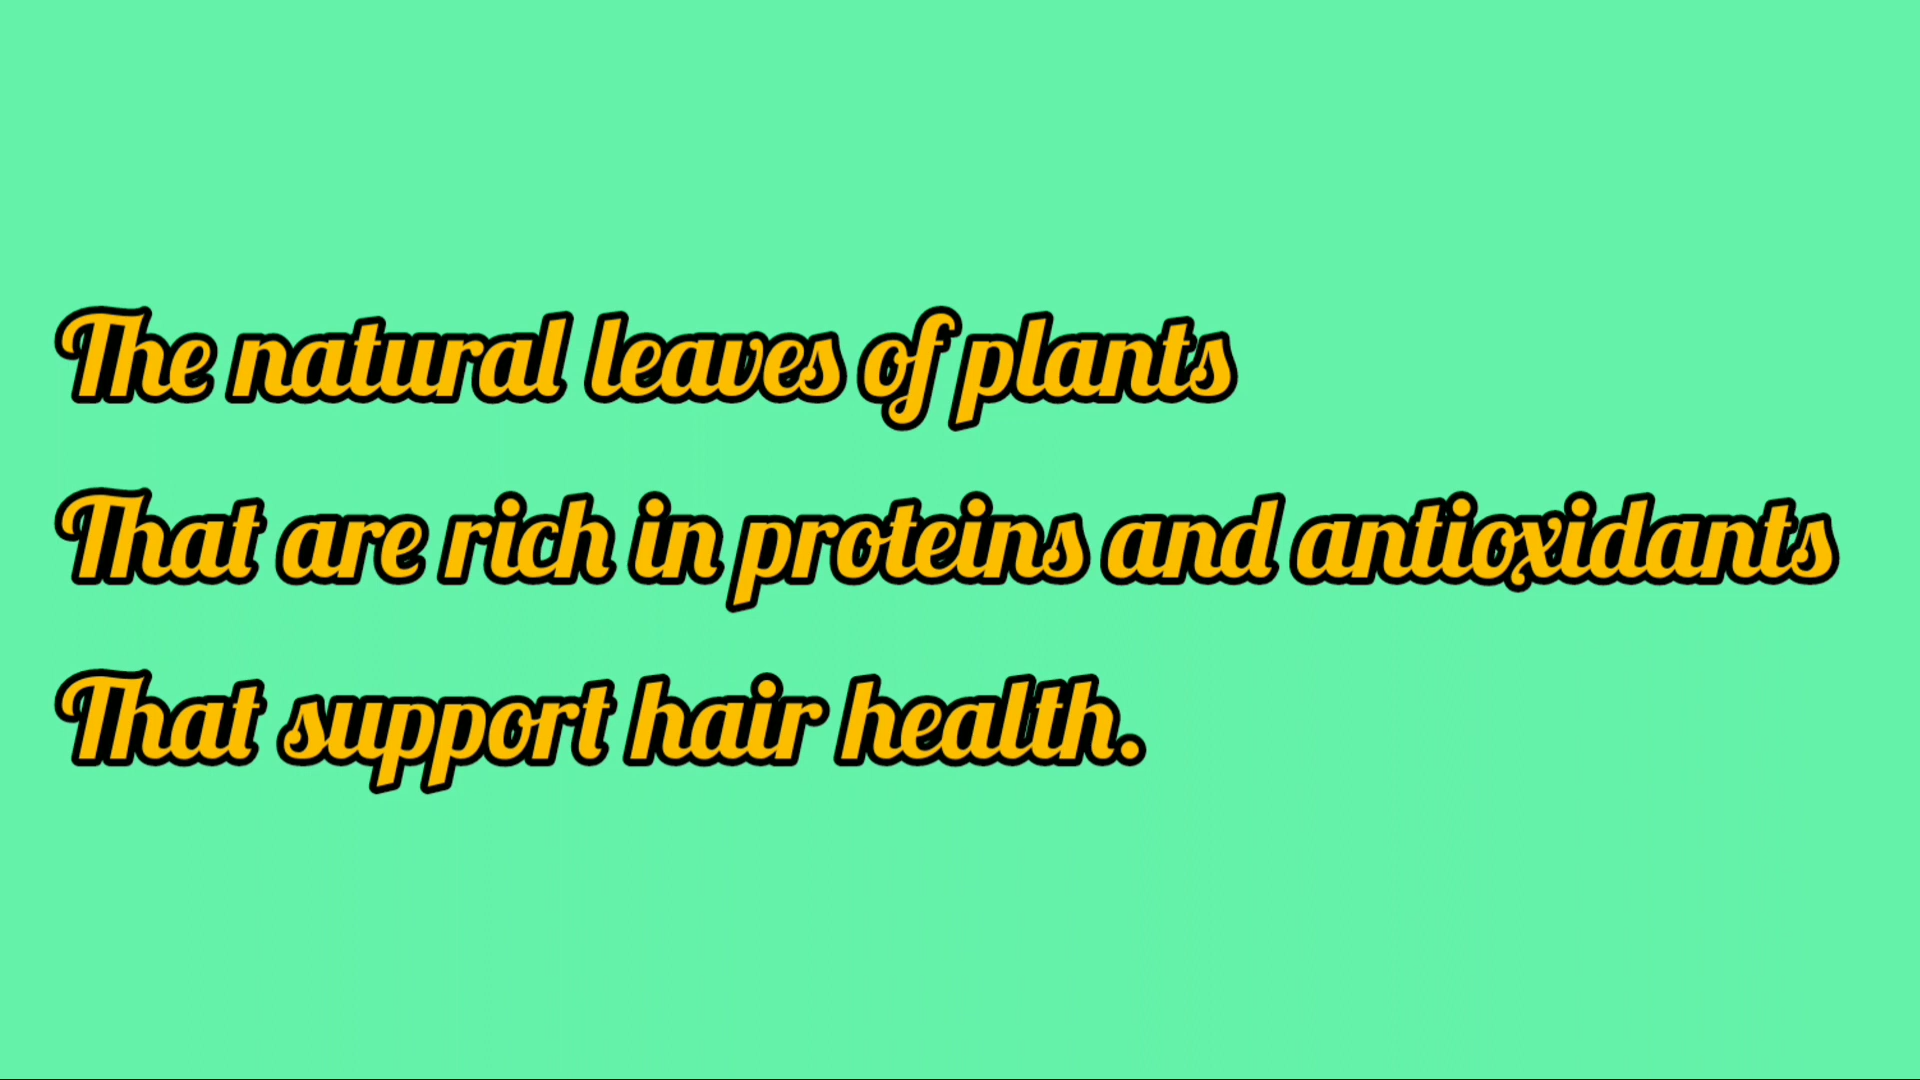 The natural leaves of plants
That are rich in proteins and antioxidants
That support hair health.